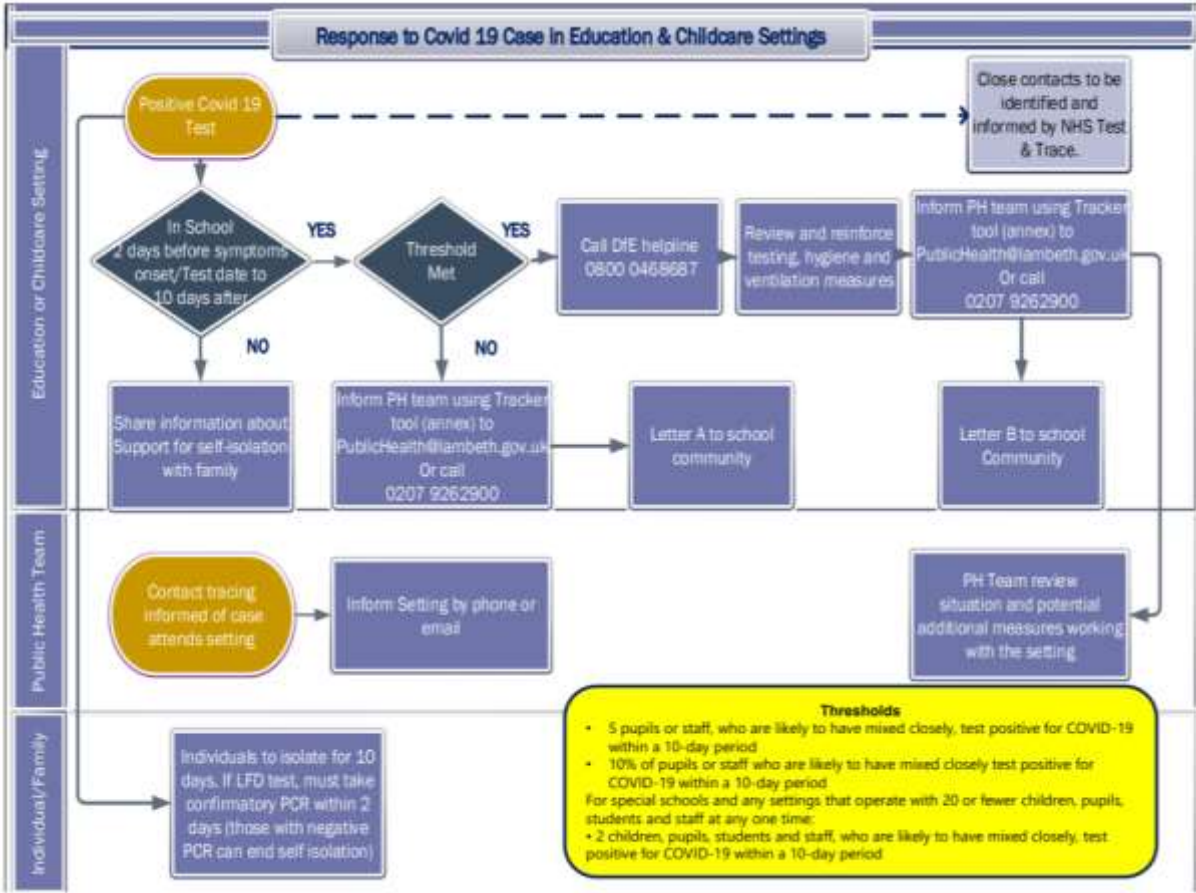 Response to Covid 19 Case in Education & Childcare Settings
Education or Childcare Setting
Positive Covid 19
Test
Close contacts to be
identified and
informed by NHS Test
& Trace.
In School
2 days before symptoms
onset/Test date to
10 days after
YES
Threshold
Met
YES
Call DfE helpline
0800 0468687
Review and reinforce
testing, hygiene and
ventilation measures
Inform PH team using Tracker
tool (annex) to
PublicHealth@lambeth.gov.uk
Or call
0207 9262900
NO
NO
Share information about
Support for self-isolation
with family
Inform PH team using Tracker
tool (annex) to
PublicHealth@lambeth.gov.uk
Or call
0207 9262900
Letter A to school
community
Letter B to school
Community
Public Health Team
Contact tracing
informed of case
attends setting
Inform Setting by phone or
email
PH Team review
situation and potential
additional measures working
with the setting
Individual/Family
Individuals to isolate for 10
days. If LFD test, must take
confirmatory PCR within 2
days (those with negative
PCR can end self isolation)
Thresholds
• 5 pupils or staff, who are likely to have mixed closely, test positive for COVID-19
within a 10-day period
• 10% of pupils or staff who are likely to have mixed closely test positive for
COVID-19 within a 10-day period
For special schools and any settings that operate with 20 or fewer children, pupils,
students and staff at any one time:
• 2 children, pupils, students and staff, who are likely to have mixed closely, test
positive for COVID-19 within a 10-day period